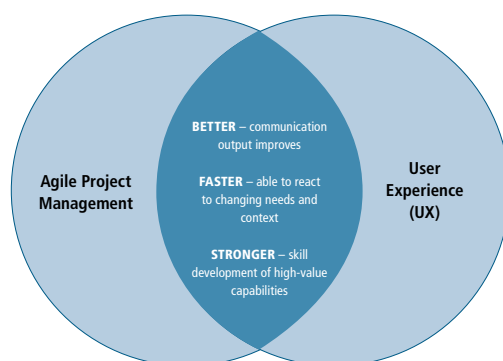 Agile Project
Management
BETTER – communication
output improves
FASTER – able to react
to changing needs and
context
STRONGER – skill
development of high-value
capabilities
User
Experience
(UX)